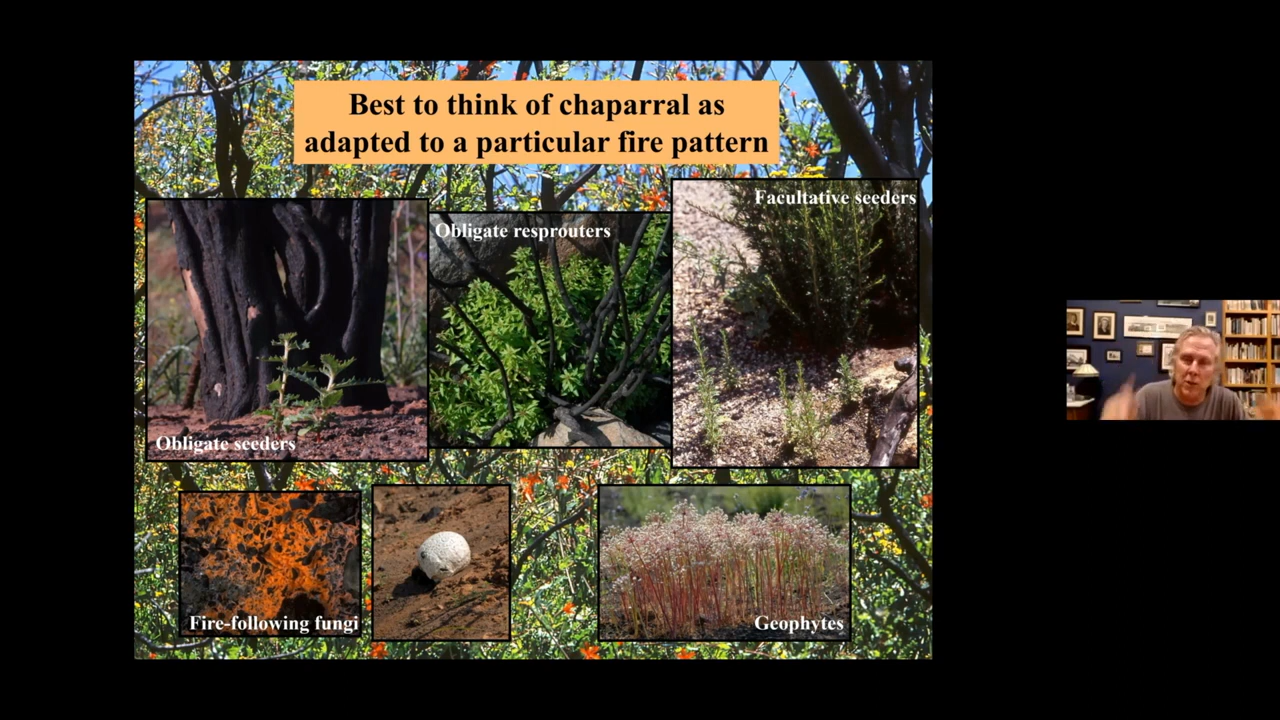 Best to think of chaparral as
adapted to a particular fire pattern
Facultative seeders
Obligate resprouters
Obligate seeders
Fire-following fungi
Geophytes